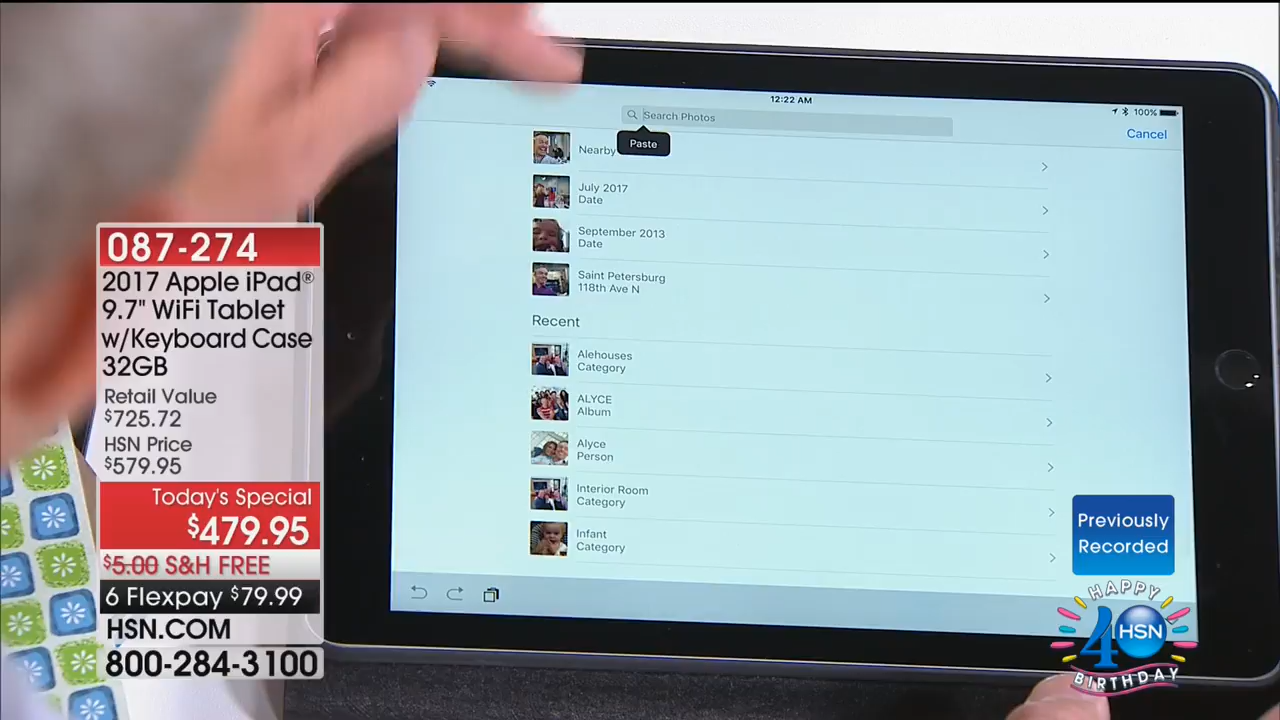 12:22 AM
100%
Search Photos
Cancel
Paste
Nearby
July 2017
Date
September 2013
Date
Saint Petersburg
118th Ave N
Recent
Alehouses
Category
ALYCE
Album
Alyce
Person
Interior Room
Category
Infant
Category
087-274
2017 Apple iPad®
9.7" WiFi Tablet
w/Keyboard Case
32GB
Retail Value
$725.72
HSN Price
$579.95
Today's Special
$479.95
$5.00 S&H FREE
6 Flexpay $79.99
HSN.COM
800-284-3100
Previously
Recorded
HAPPY
40
HSN
BIRTHDAY